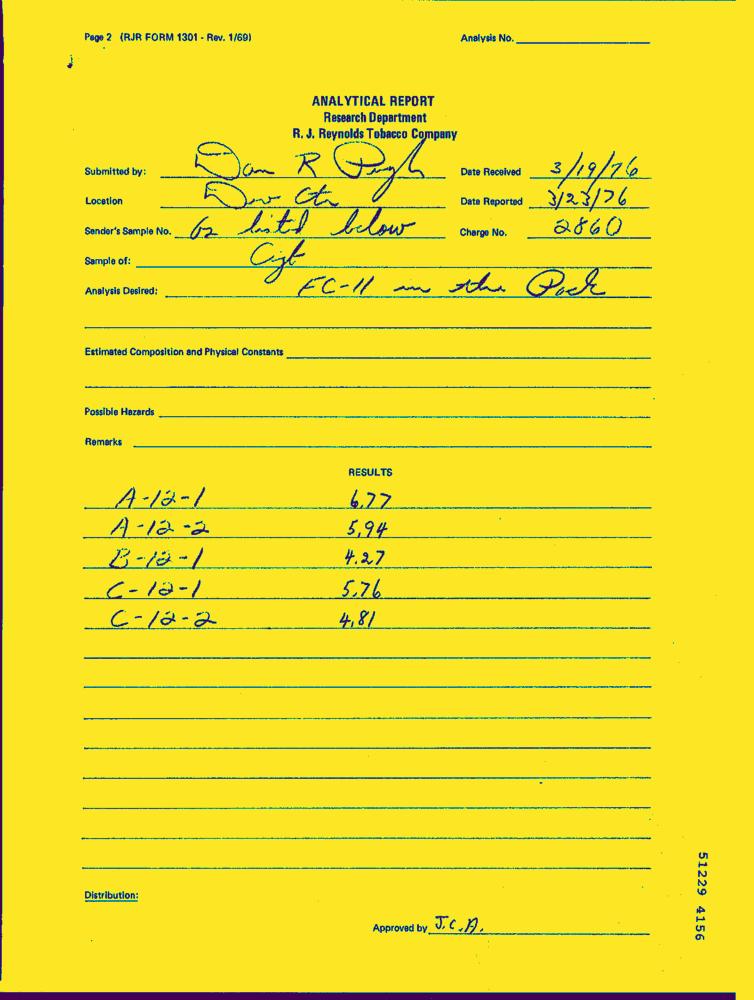 Page 2 (RJR FORM 1301 - Rev. 1/69) Analysis No.
ANALYTICAL REPORT
Research Department
R. J. Reynolds Tobacco Company
Submitted by: Dan R Pugh Date Received 3/19/76
Location Dev Ctr Date Reported 3/23/76
Sender's Sample No. listed below Charge No. 2860
Sample of: Cigt
Analysis Desired: FC-11 in the Pack
Estimated Composition and Physical Constants
Possible Hazards
Remarks
RESULTS
A-12-1 6.77
A-12-2 5.94
B-12-1 4.27
C-12-1 5.76
C-12-2 4.81
Distribution:
Approved by J.C.A.
51229 4156